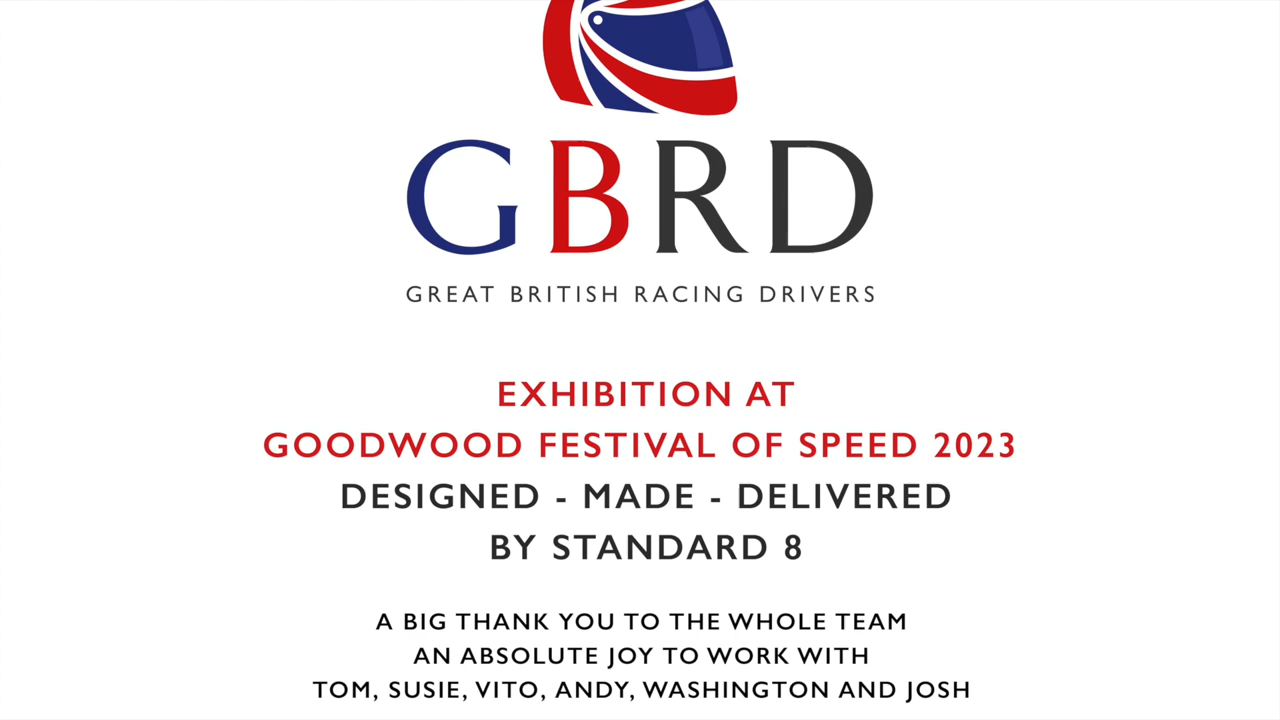 GBRD
GREAT BRITISH RACING DRIVERS
EXHIBITION AT
GOODWOOD FESTIVAL OF SPEED 2023
DESIGNED - MADE - DELIVERED
BY STANDARD 8
A BIG THANK YOU TO THE WHOLE TEAM
AN ABSOLUTE JOY TO WORK WITH
TOM, SUSIE, VITO, ANDY, WASHINGTON AND JOSH